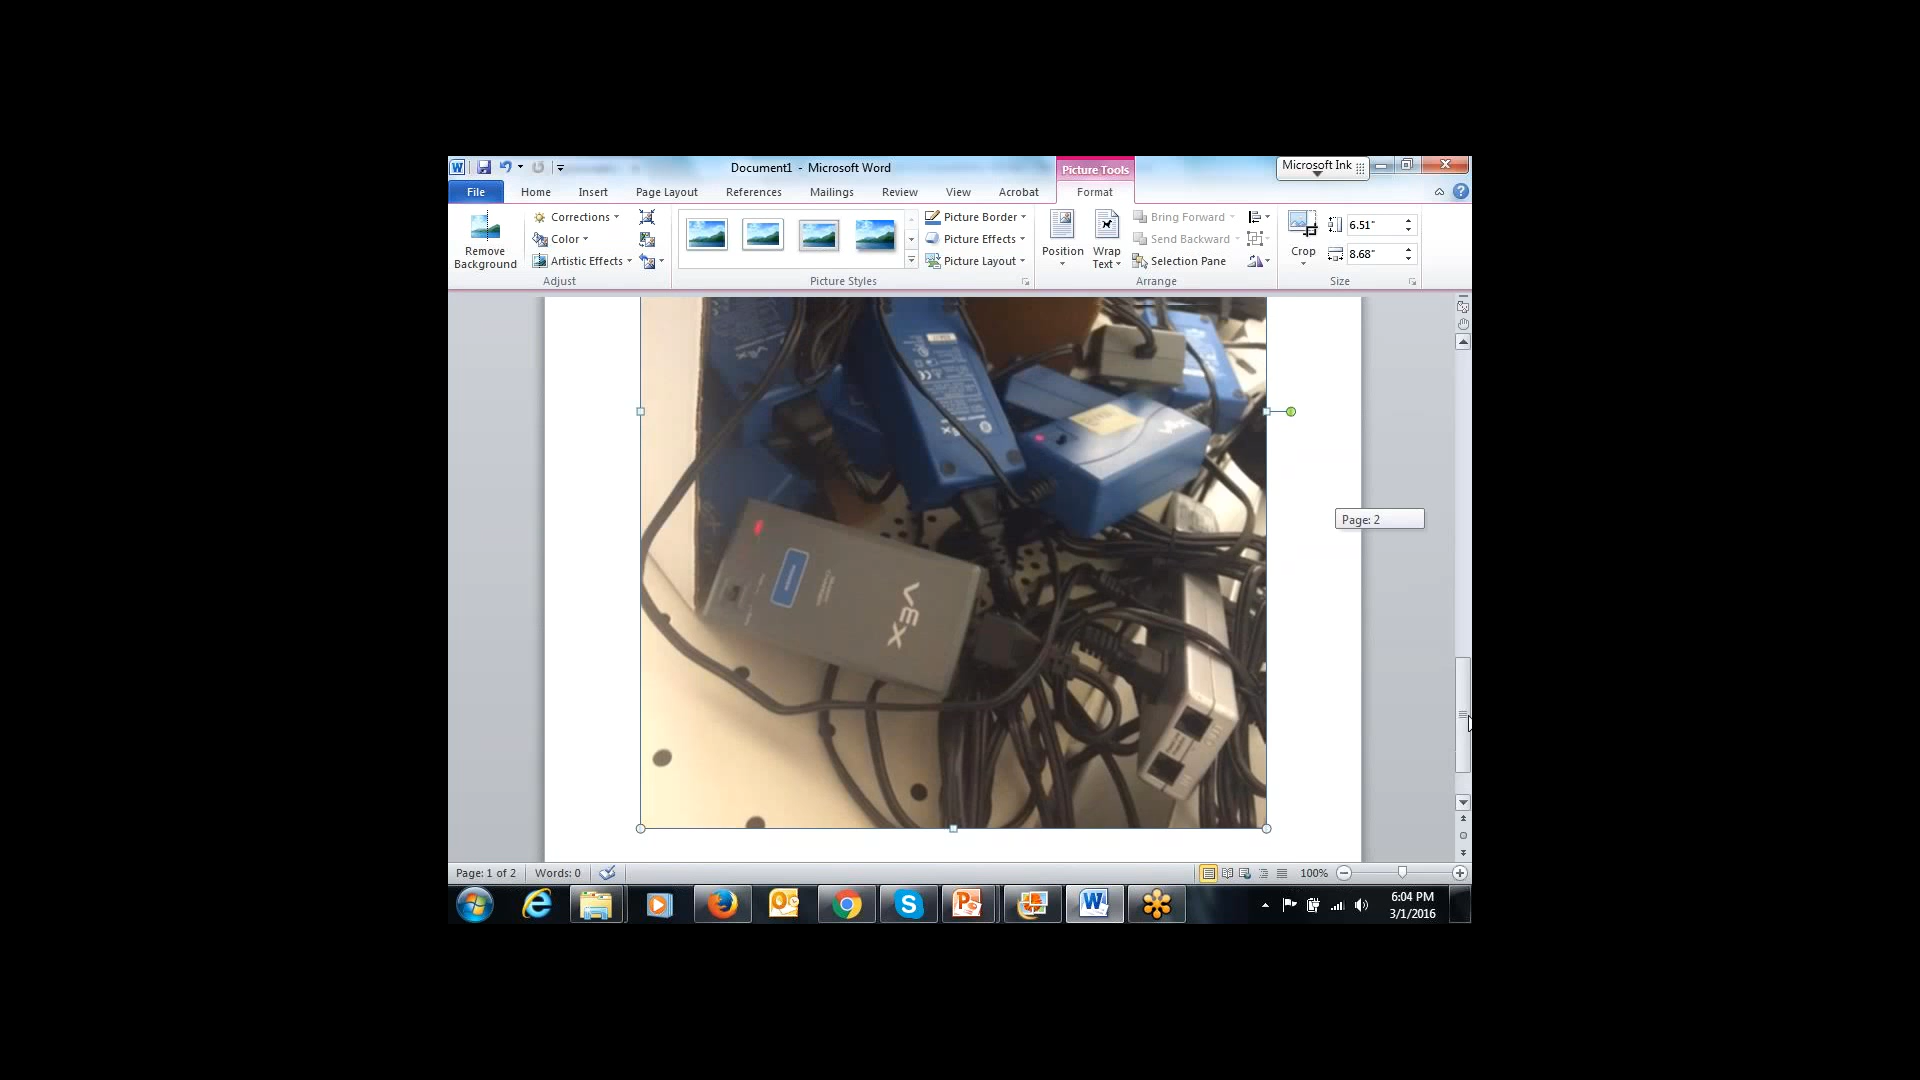 Document1 - Microsoft Word
Picture Tools
Microsoft Ink
File Home Insert Page Layout References Mailings Review View Acrobat Format
Remove Background
Corrections
Color
Artistic Effects
Adjust
Picture Styles
Picture Border
Picture Effects
Picture Layout
Position
Wrap Text
Bring Forward
Send Backward
Selection Pane
Arrange
Crop
6.51"
8.68"
Size
VEX
VEX
VEX
VEX
Page: 2
Page: 1 of 2 Words: 0
100%
6:04 PM
3/1/2016